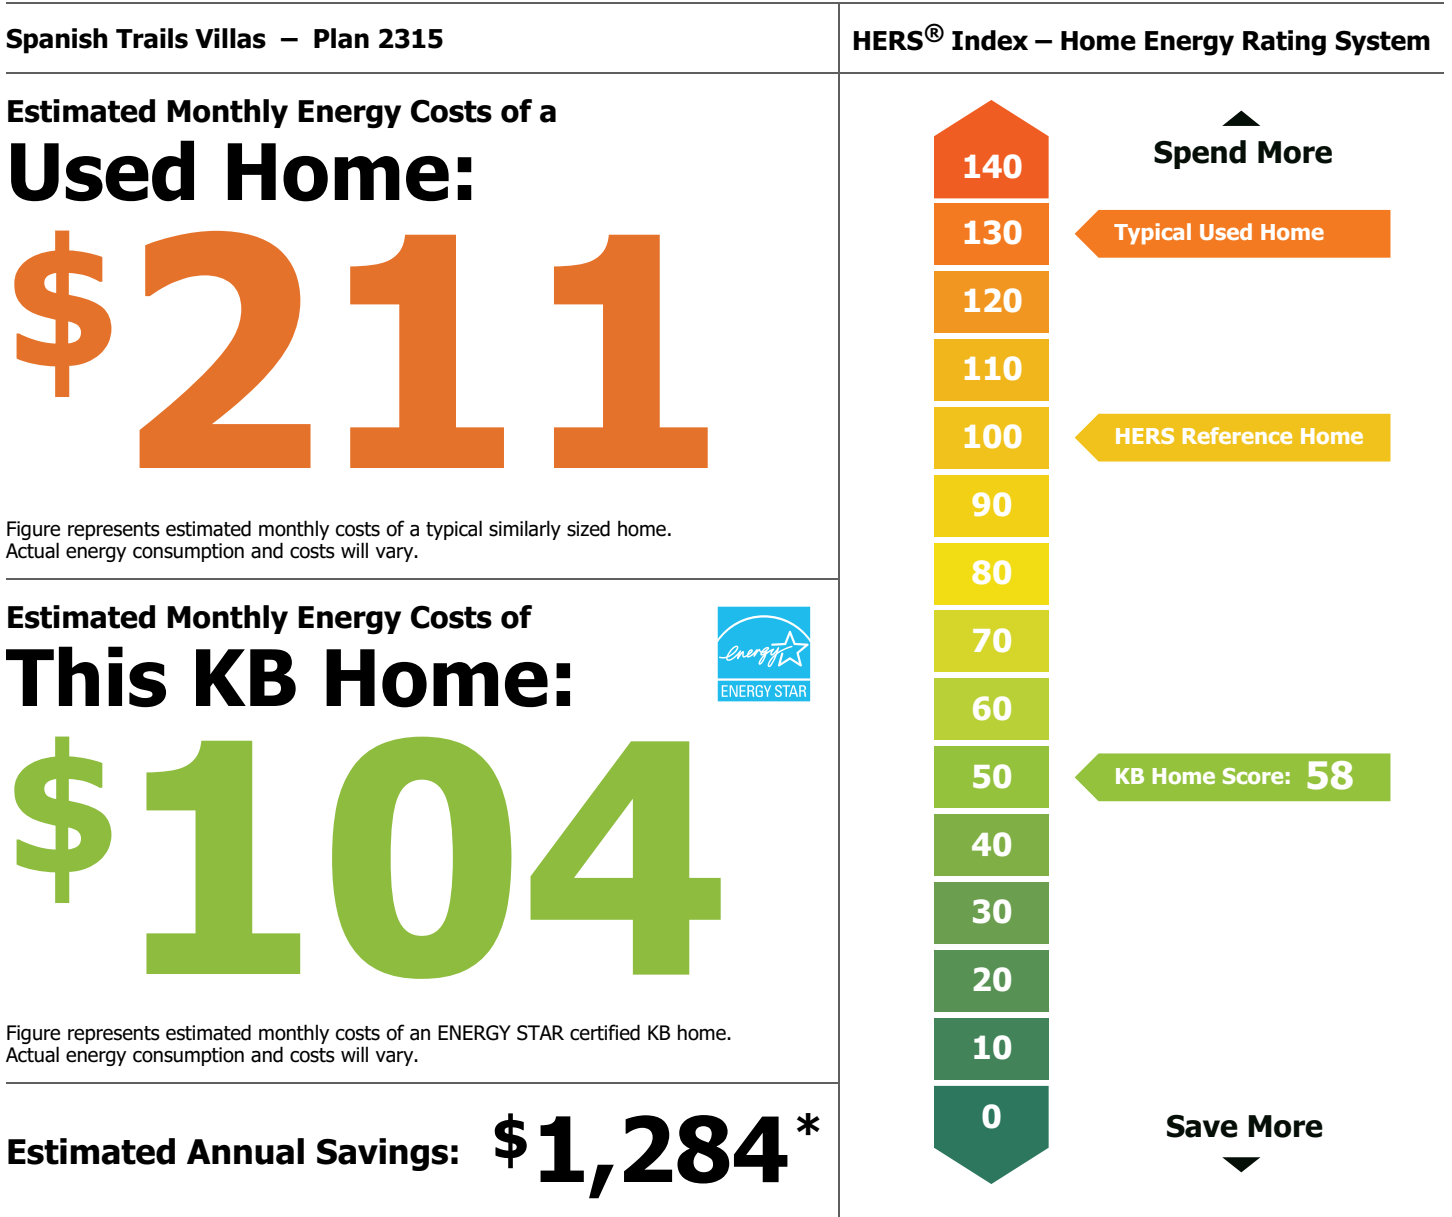 Spanish Trails Villas – Plan 2315
Estimated Monthly Energy Costs of a
Used Home:
$211
Figure represents estimated monthly costs of a typical similarly sized home.
Actual energy consumption and costs will vary.
Estimated Monthly Energy Costs of
This KB Home:
energy
ENERGY STAR
$104
Figure represents estimated monthly costs of an ENERGY STAR certified KB home.
Actual energy consumption and costs will vary.
Estimated Annual Savings: $1,284*
HERS® Index – Home Energy Rating System
Spend More
140
130 Typical Used Home
120
110
100 HERS Reference Home
90
80
70
60
50 KB Home Score: 58
40
30
20
10
0
Save More